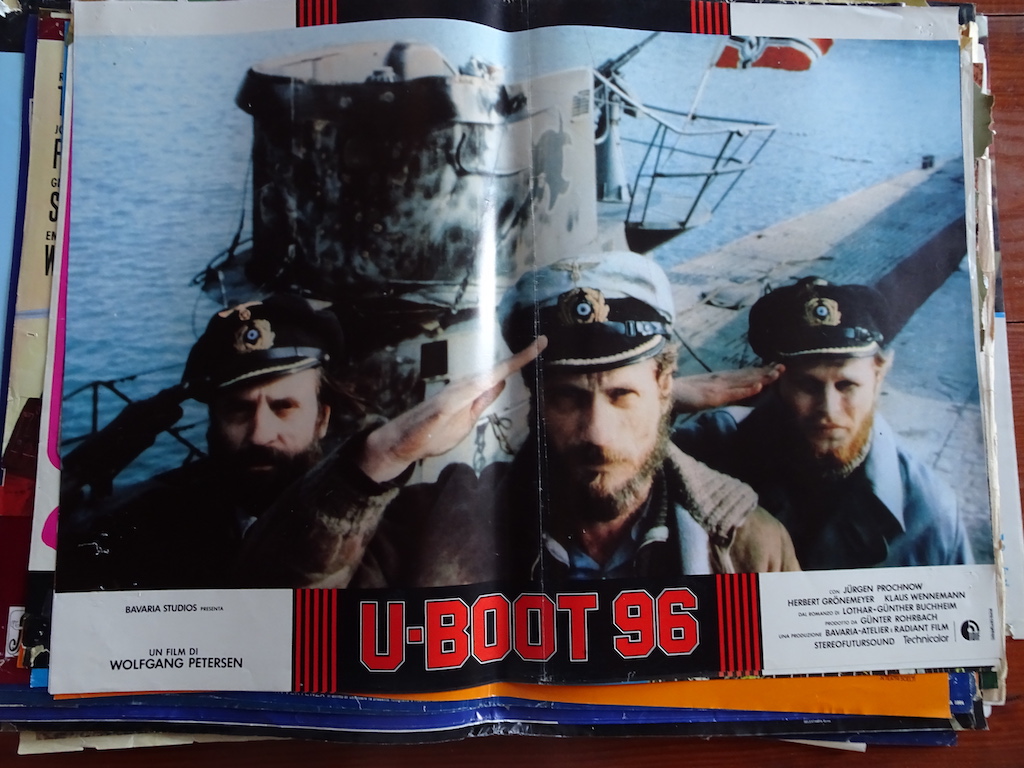 BAVARIA STUDIOS PRESENTA
UN FILM DI
WOLFGANG PETERSEN
U-BOOT 96
CON JÜRGEN PROCHNOW
HERBERT GRÖNEMEYER KLAUS WENNEMANN
DAL ROMANZO DI LOTHAR-GÜNTHER BUCHHEIM
PRODOTTO DA GÜNTER ROHRBACH
UNA PRODUZIONE BAVARIA-ATELIER E RADIANT FILM
STEREOFUTURSOUND Technicolor